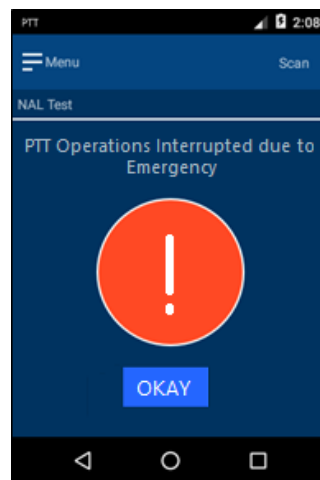 PTT 2:08
Menu Scan
NAL Test
PTT Operations Interrupted due to
Emergency
!
OKAY